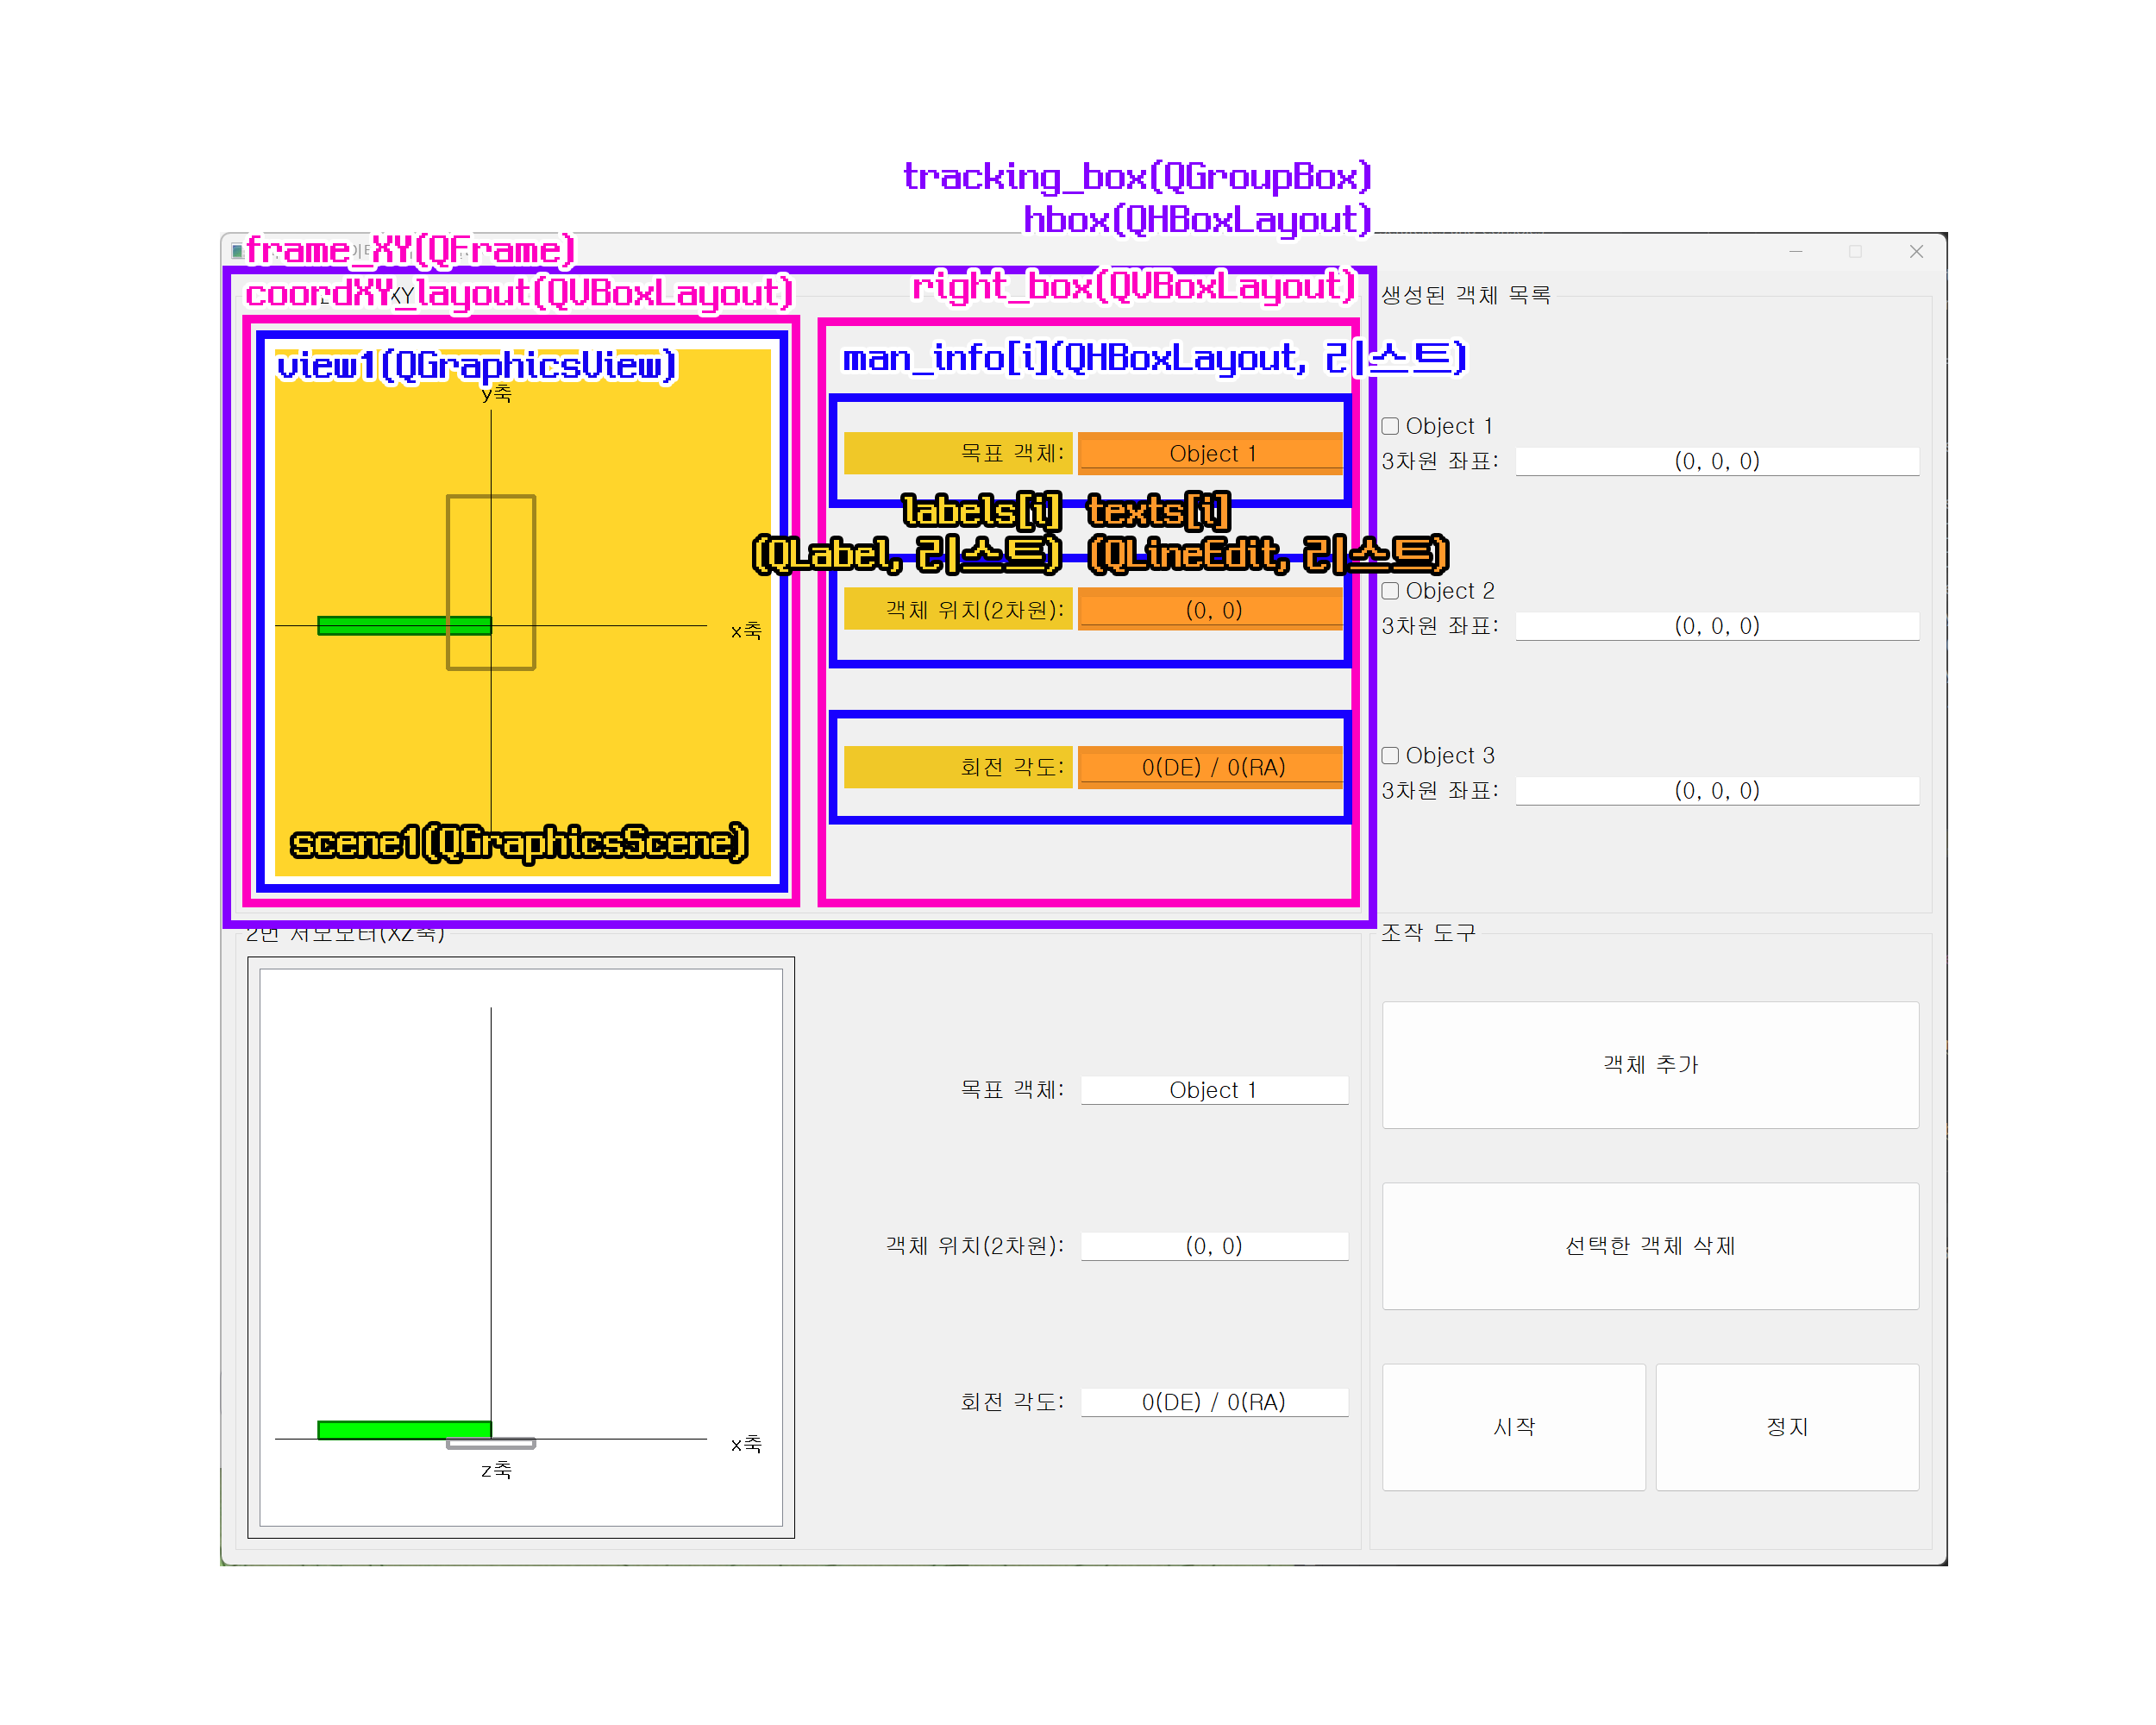 tracking_box(QGroupBox)
hbox(QHBoxLayout)
frame_XY(QFrame)
coordXY_layout(QVBoxLayout)
right_box(QVBoxLayout)
생성된 객체 목록
view1(QGraphicsView)
man_info[i](QHBoxLayout, 리스트)
y축
Object 1
목표 객체:
Object 1
3차원 좌표:
(0, 0, 0)
labels[i]
texts[i]
(QLabel, 리스트)
(QLineEdit, 리스트)
Object 2
객체 위치(2차원):
(0, 0)
3차원 좌표:
(0, 0, 0)
x축
Object 3
회전 각도:
0(DE) / 0(RA)
3차원 좌표:
(0, 0, 0)
scene1(QGraphicsScene)
2번 서보모터(XZ축)
조작 도구
객체 추가
목표 객체:
Object 1
객체 위치(2차원):
(0, 0)
선택한 객체 삭제
회전 각도:
0(DE) / 0(RA)
시작
정지
x축
z축